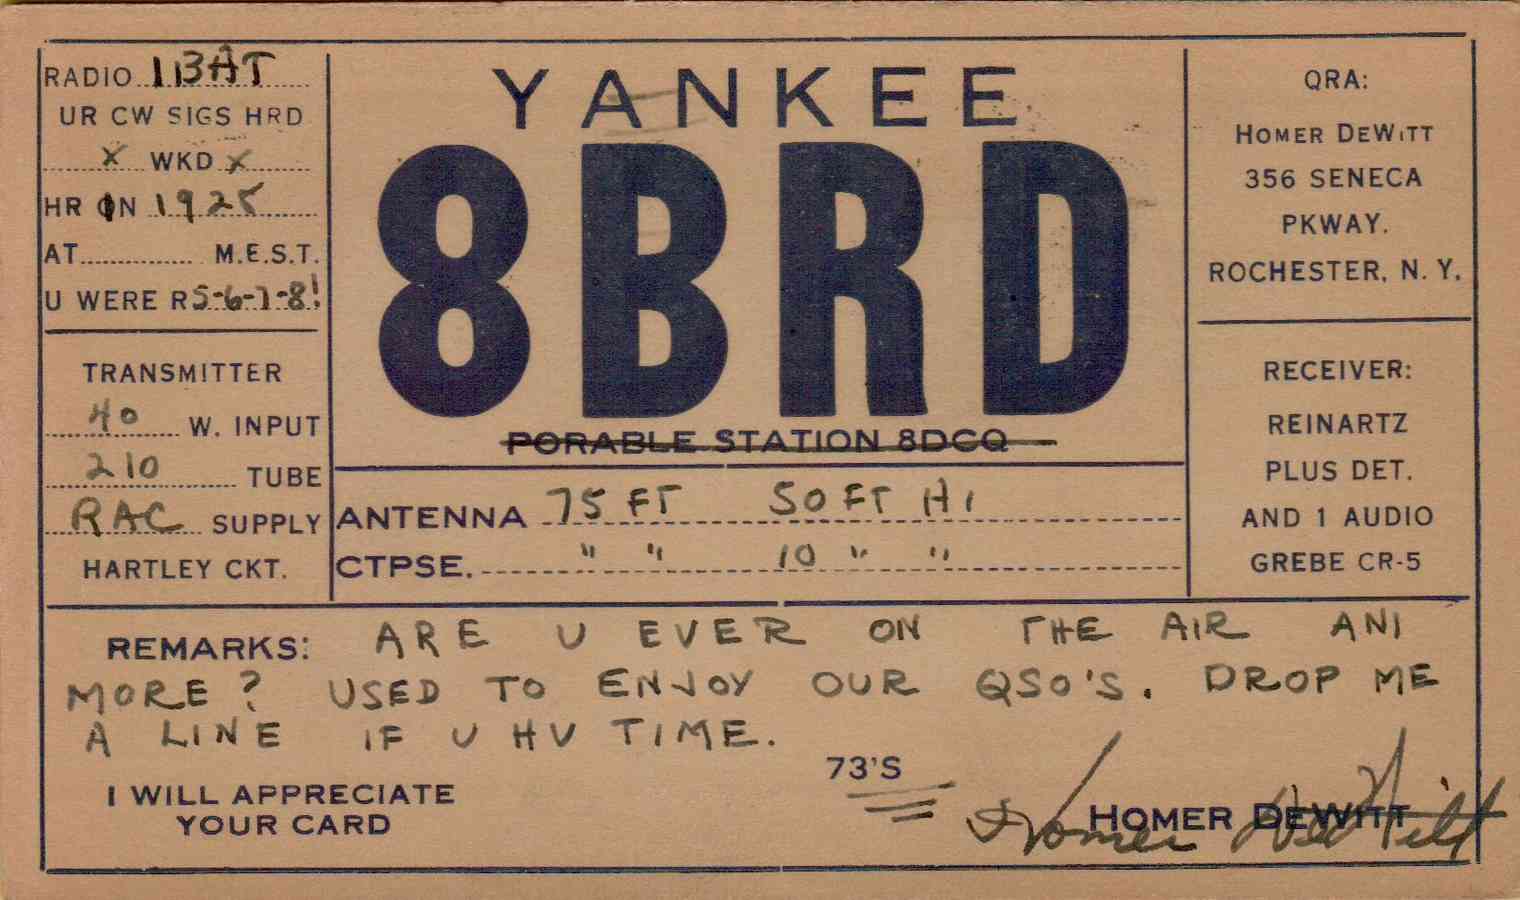 RADIO 1BAT
UR CW SIGS HRD
X WKD X
HR ON 1925
AT M.E.S.T.
U WERE R5-6-7-8!
TRANSMITTER
40 W. INPUT
210 TUBE
RAC SUPPLY
HARTLEY CKT.
YANKEE
8BRD
PORABLE STATION 8DCQ
ANTENNA 75 FT 50 FT HI
CTPSE. " " 10 " "
QRA:
HOMER DEWITT
356 SENECA
PKWAY.
ROCHESTER, N. Y.
RECEIVER:
REINARTZ
PLUS DET.
AND 1 AUDIO
GREBE CR-5
REMARKS: ARE U EVER ON THE AIR ANI
MORE? USED TO ENJOY OUR QSO'S. DROP ME
A LINE IF U HV TIME.
73'S
I WILL APPRECIATE
YOUR CARD
HOMER DEWITT
Homer DeWitt